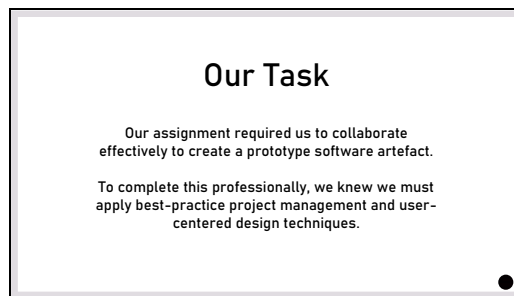 Our Task
Our assignment required us to collaborate
effectively to create a prototype software artefact.
To complete this professionally, we knew we must
apply best-practice project management and user-
centered design techniques.